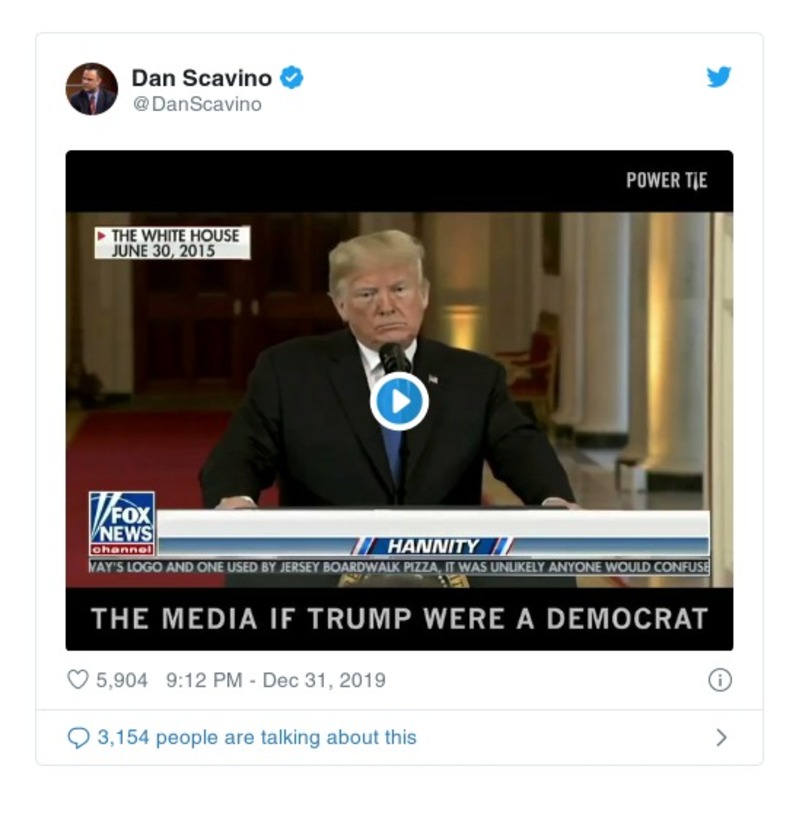 Dan Scavino
@DanScavino
POWER TIE
THE WHITE HOUSE
JUNE 30, 2015
FOX
NEWS
channel
HANNITY
WAY'S LOGO AND ONE USED BY JERSEY BOARDWALK PIZZA, IT WAS UNLIKELY ANYONE WOULD CONFUSE
THE MEDIA IF TRUMP WERE A DEMOCRAT
5,904 9:12 PM - Dec 31, 2019
3,154 people are talking about this